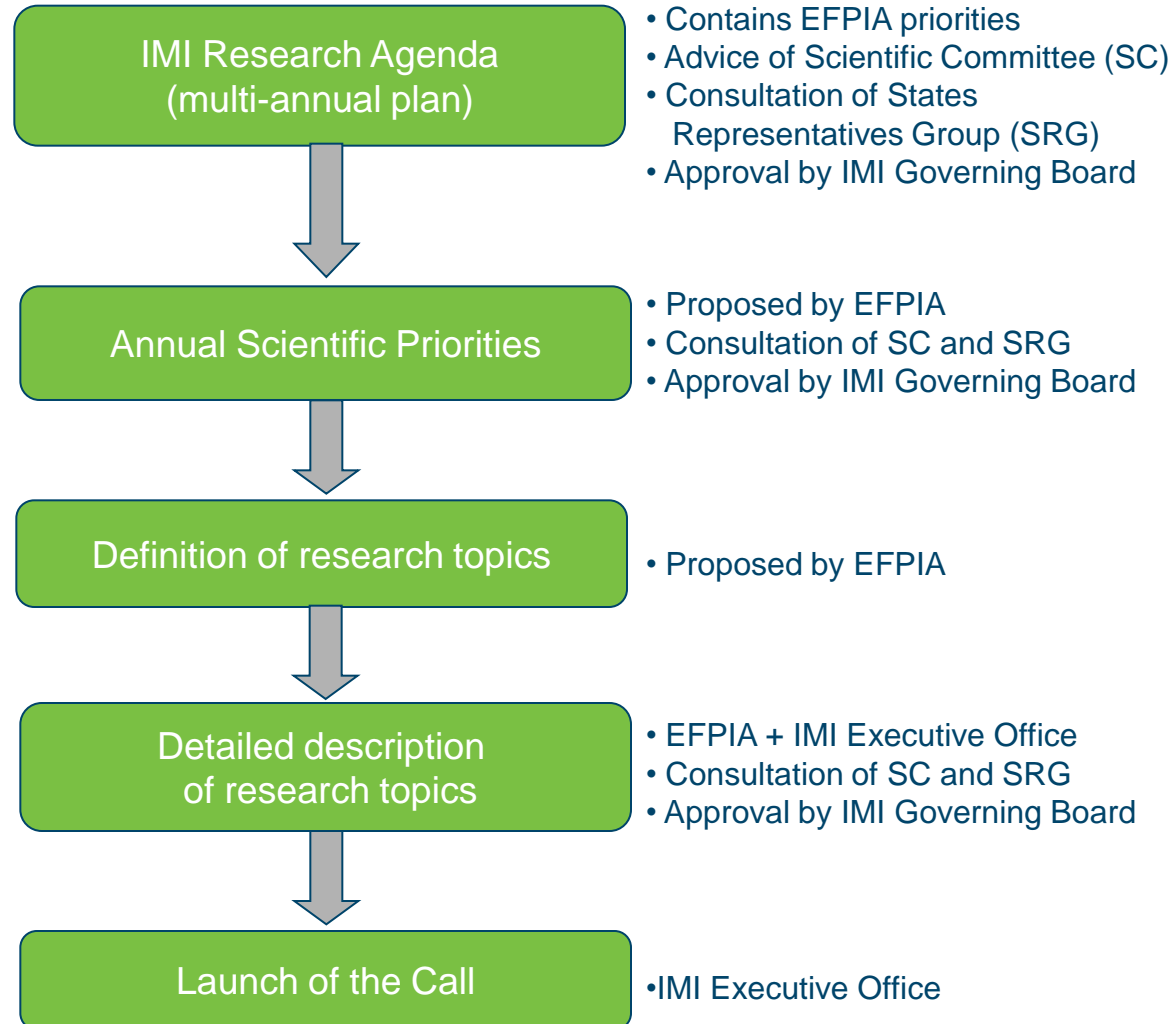 IMI Research Agenda
(multi-annual plan)
• Contains EFPIA priorities
• Advice of Scientific Committee (SC)
• Consultation of States
Representatives Group (SRG)
• Approval by IMI Governing Board
Annual Scientific Priorities
• Proposed by EFPIA
• Consultation of SC and SRG
• Approval by IMI Governing Board
Definition of research topics
• Proposed by EFPIA
Detailed description
of research topics
• EFPIA + IMI Executive Office
• Consultation of SC and SRG
• Approval by IMI Governing Board
Launch of the Call
•IMI Executive Office